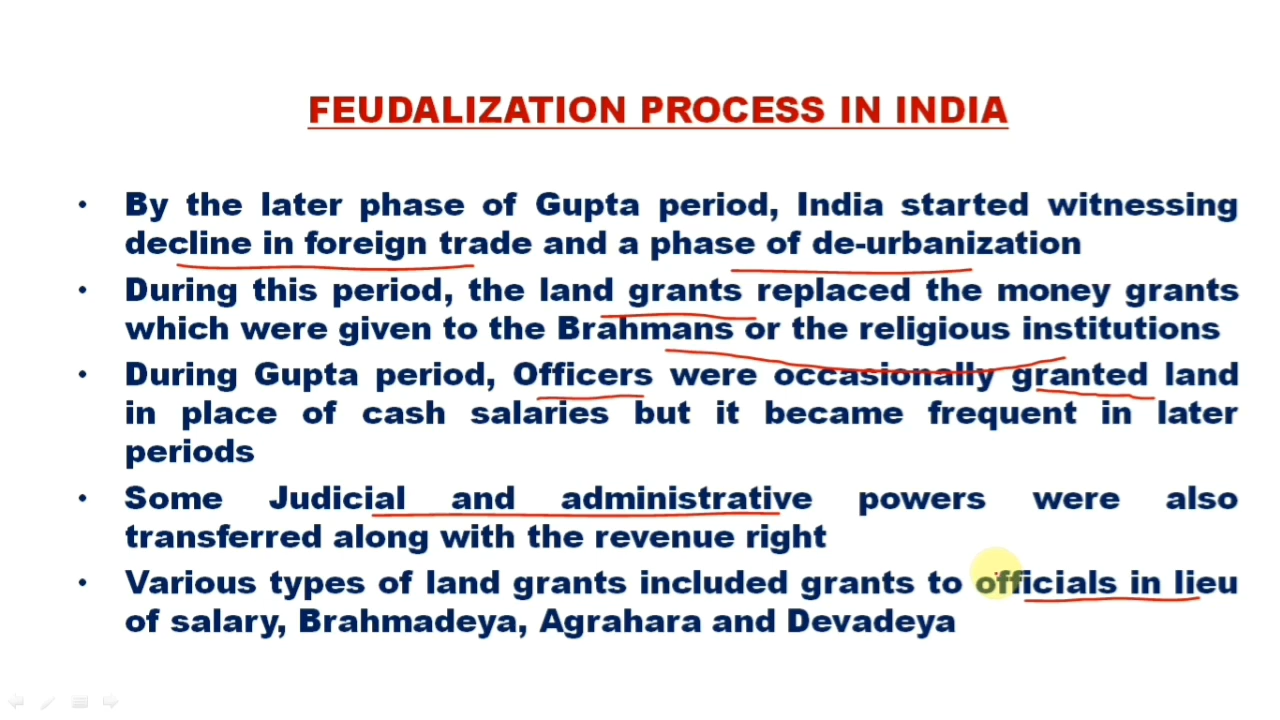 FEUDALIZATION PROCESS IN INDIA
• By the later phase of Gupta period, India started witnessing
decline in foreign trade and a phase of de-urbanization
• During this period, the land grants replaced the money grants
which were given to the Brahmans or the religious institutions
• During Gupta period, Officers were occasionally granted land
in place of cash salaries but it became frequent in later
periods
• Some Judicial and administrative powers were also
transferred along with the revenue right
• Various types of land grants included grants to officials in lieu
of salary, Brahmadeya, Agrahara and Devadeya